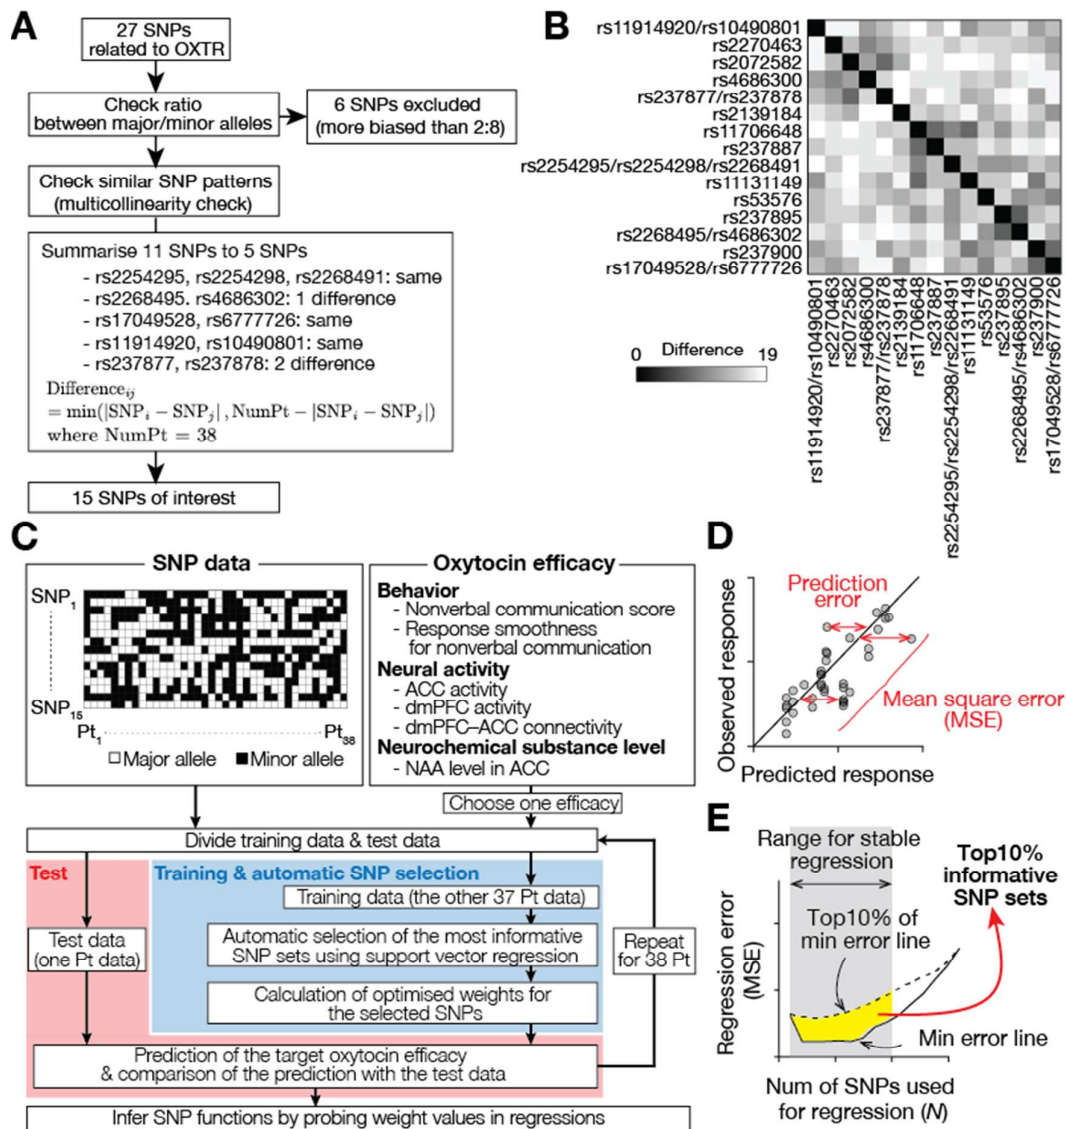 A
27 SNPs
related to OXTR
Check ratio
between major/minor alleles
6 SNPs excluded
(more biased than 2:8)
Check similar SNP patterns
(multicollinearity check)
Summarise 11 SNPs to 5 SNPs
- rs2254295, rs2254298, rs2268491: same
- rs2268495. rs4686302: 1 difference
- rs17049528, rs6777726: same
- rs11914920, rs10490801: same
- rs237877, rs237878: 2 difference
Difference_ij
= min(|SNP_i − SNP_j| , NumPt − |SNP_i − SNP_j|)
where NumPt = 38
15 SNPs of interest
B
rs11914920/rs10490801
rs2270463
rs2072582
rs4686300
rs237877/rs237878
rs2139184
rs11706648
rs237887
rs2254295/rs2254298/rs2268491
rs11131149
rs53576
rs237895
rs2268495/rs4686302
rs237900
rs17049528/rs6777726
rs11914920/rs10490801
rs2270463
rs2072582
rs4686300
rs237877/rs237878
rs2139184
rs11706648
rs237887
rs2254295/rs2254298/rs2268491
rs11131149
rs53576
rs237895
rs2268495/rs4686302
rs237900
rs17049528/rs6777726
0 Difference 19
C
SNP data
SNP1
SNP15
Pt1 Pt38
Major allele Minor allele
Oxytocin efficacy
Behavior
- Nonverbal communication score
- Response smoothness
for nonverbal communication
Neural activity
- ACC activity
- dmPFC activity
- dmPFC–ACC connectivity
Neurochemical substance level
- NAA level in ACC
Choose one efficacy
Divide training data & test data
Test
Training & automatic SNP selection
Training data (the other 37 Pt data)
Test data
(one Pt data)
Automatic selection of the most informative
SNP sets using support vector regression
Repeat
for 38 Pt
Calculation of optimised weights for
the selected SNPs
Prediction of the target oxytocin efficacy
& comparison of the prediction with the test data
Infer SNP functions by probing weight values in regressions
D
Observed response
Prediction
error
Mean square error
(MSE)
Predicted response
E
Regression error
(MSE)
Range for stable
regression
Top10%
informative
SNP sets
Top10% of
min error line
Min error line
Num of SNPs used
for regression (N)